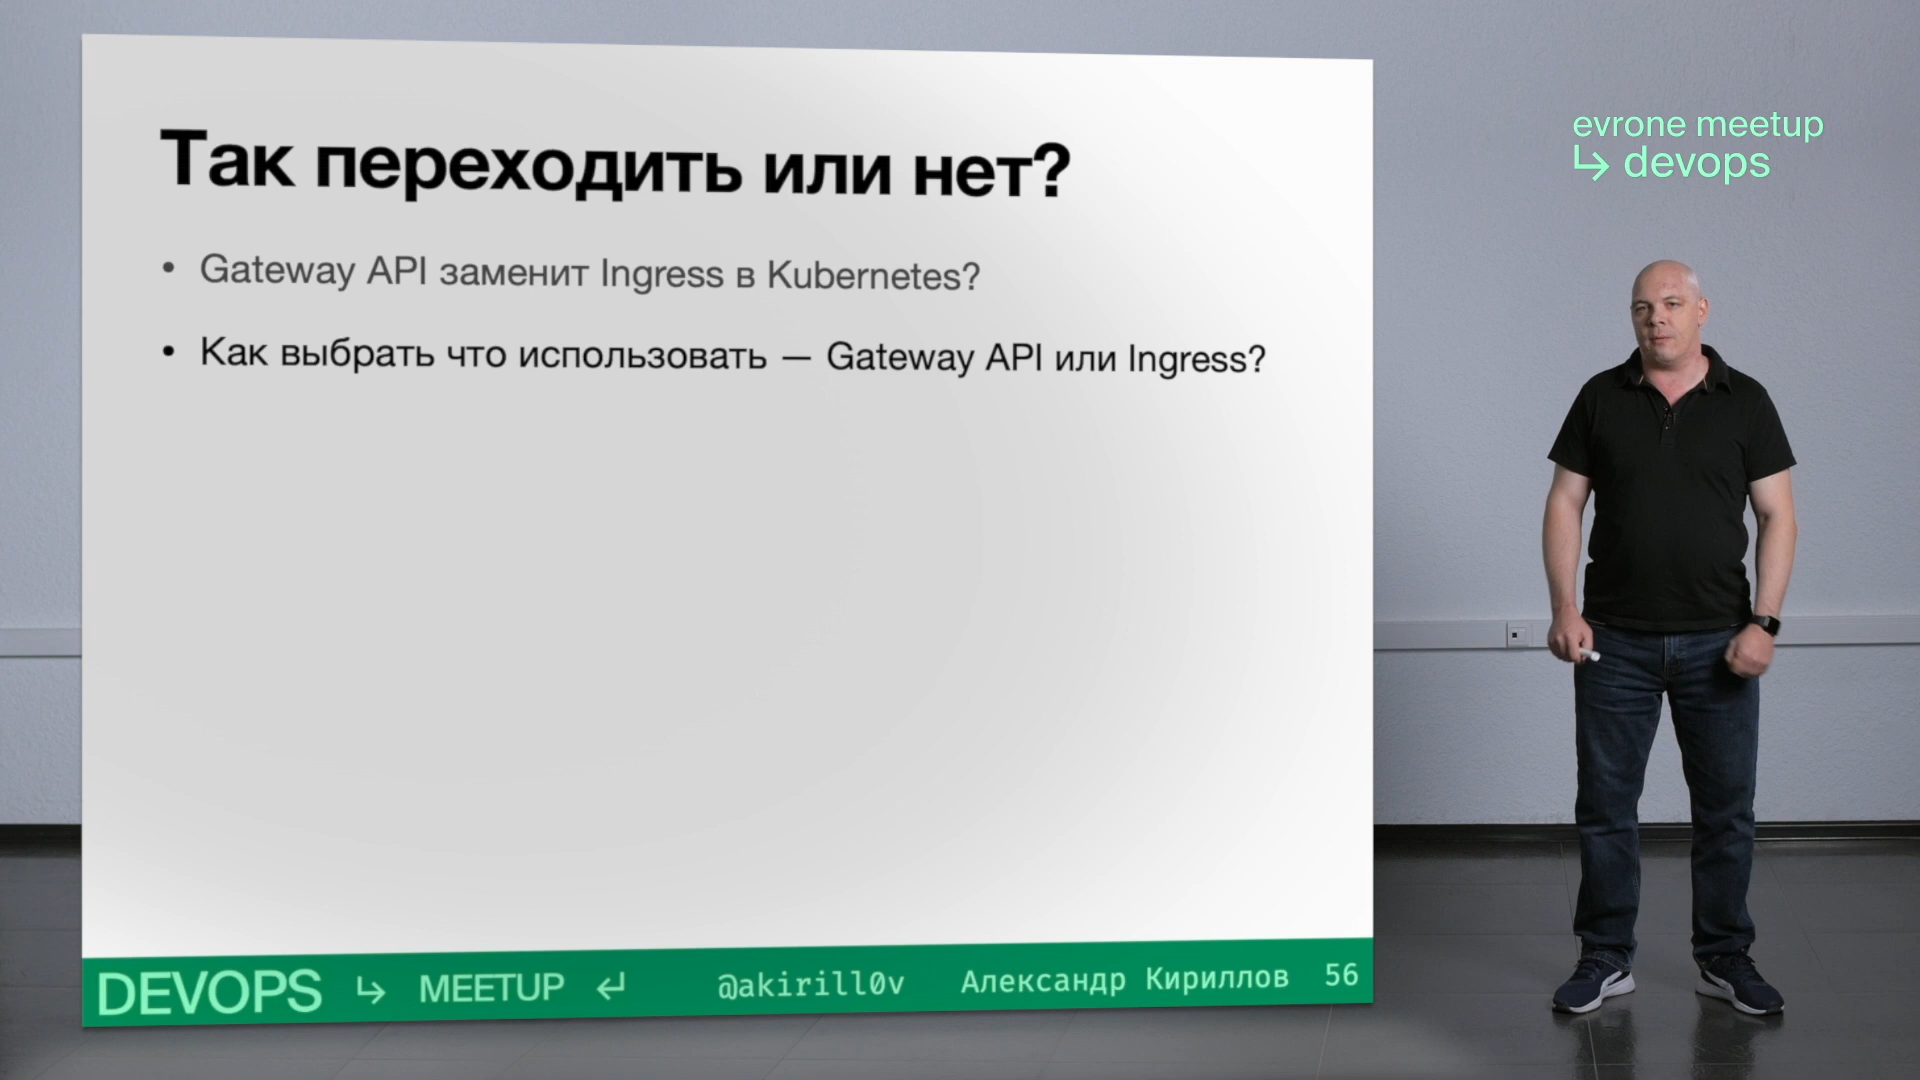 Так переходить или нет?
• Gateway API заменит Ingress в Kubernetes?
• Как выбрать что использовать — Gateway API или Ingress?
DEVOPS ↳ MEETUP ↵ @akirill0v Александр Кириллов 56
evrone meetup
↳ devops